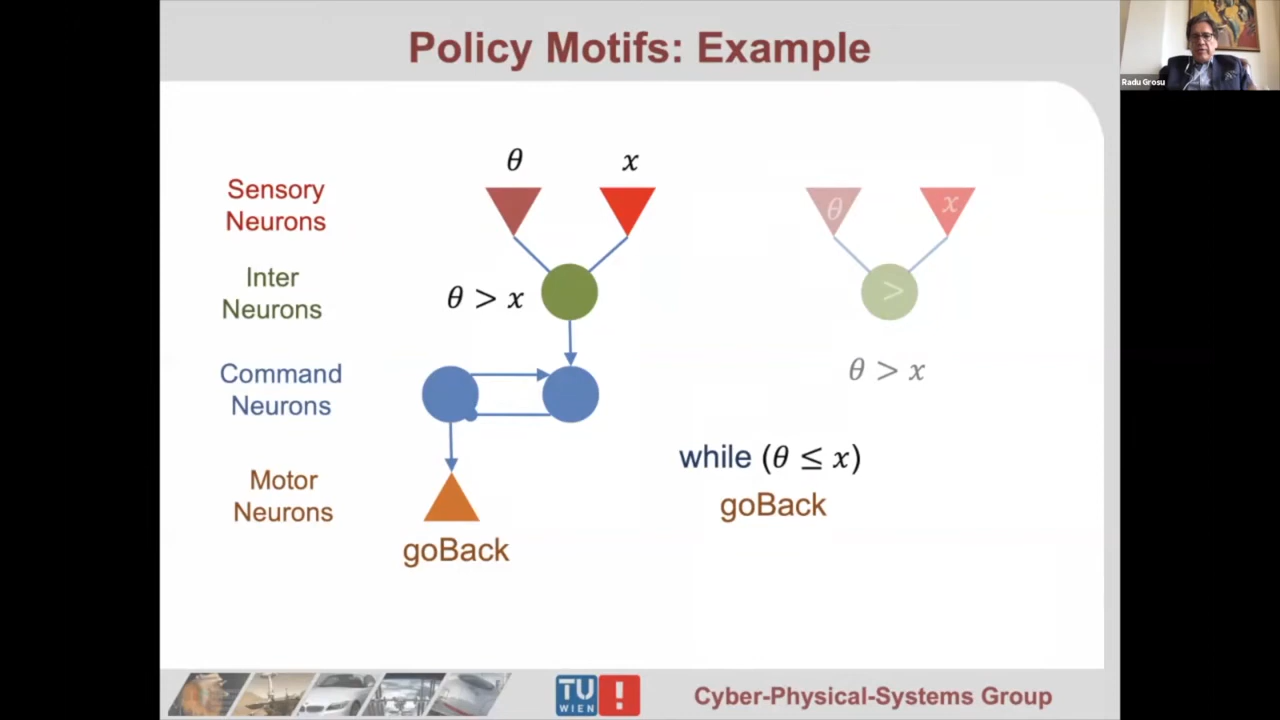 Policy Motifs: Example
Radu Grosu
θ
x
Sensory
Neurons
θ
x
Inter
Neurons
θ > x
>
θ > x
Command
Neurons
while (θ ≤ x)
goBack
Motor
Neurons
goBack
TU
WIEN
!
Cyber-Physical-Systems Group